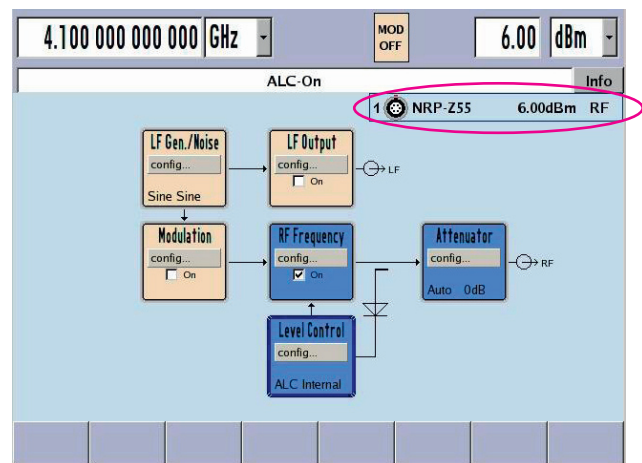 4.100 000 000 000 GHz MOD OFF 6.00 dBm
ALC-On Info
1 NRP-Z55 6.00dBm RF
LF Gen./Noise
config...
Sine Sine
LF Output
config...
On
LF
Modulation
config...
On
RF Frequency
config...
On
Attenuator
config...
Auto 0dB
RF
Level Control
config...
ALC Internal